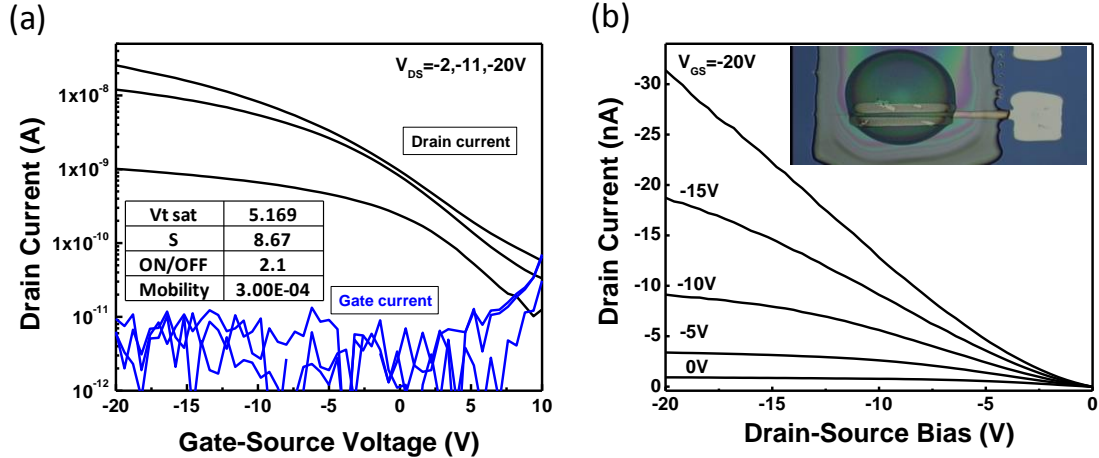 (a)
V_DS=-2,-11,-20V
Drain current
Vt sat 5.169
S 8.67
ON/OFF 2.1
Mobility 3.00E-04
Gate current
1x10^-8
1x10^-9
1x10^-10
10^-11
10^-12
Drain Current (A)
-20 -15 -10 -5 0 5 10
Gate-Source Voltage (V)
(b)
V_GS=-20V
-15V
-10V
-5V
0V
-30
-25
-20
-15
-10
-5
0
Drain Current (nA)
-20 -15 -10 -5 0
Drain-Source Bias (V)